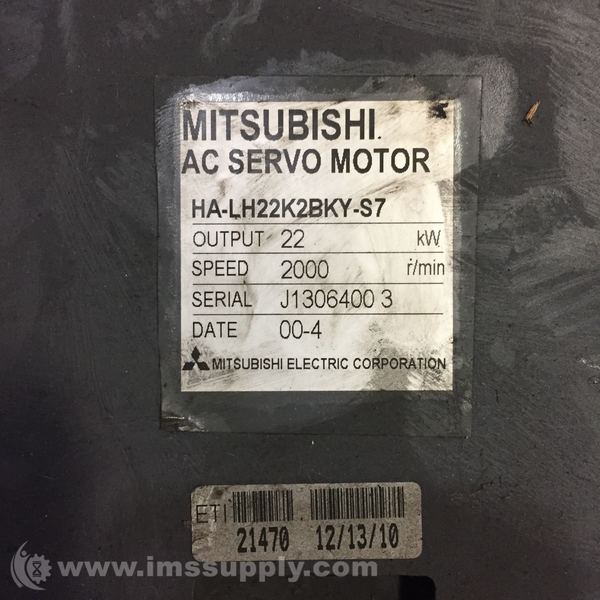 MITSUBISHI.
AC SERVO MOTOR
HA-LH22K2BKY-S7
OUTPUT 22 kW
SPEED 2000 r/min
SERIAL J1306400 3
DATE 00-4
MITSUBISHI ELECTRIC CORPORATION
ETI
21470 12/13/10
www.imssupply.com